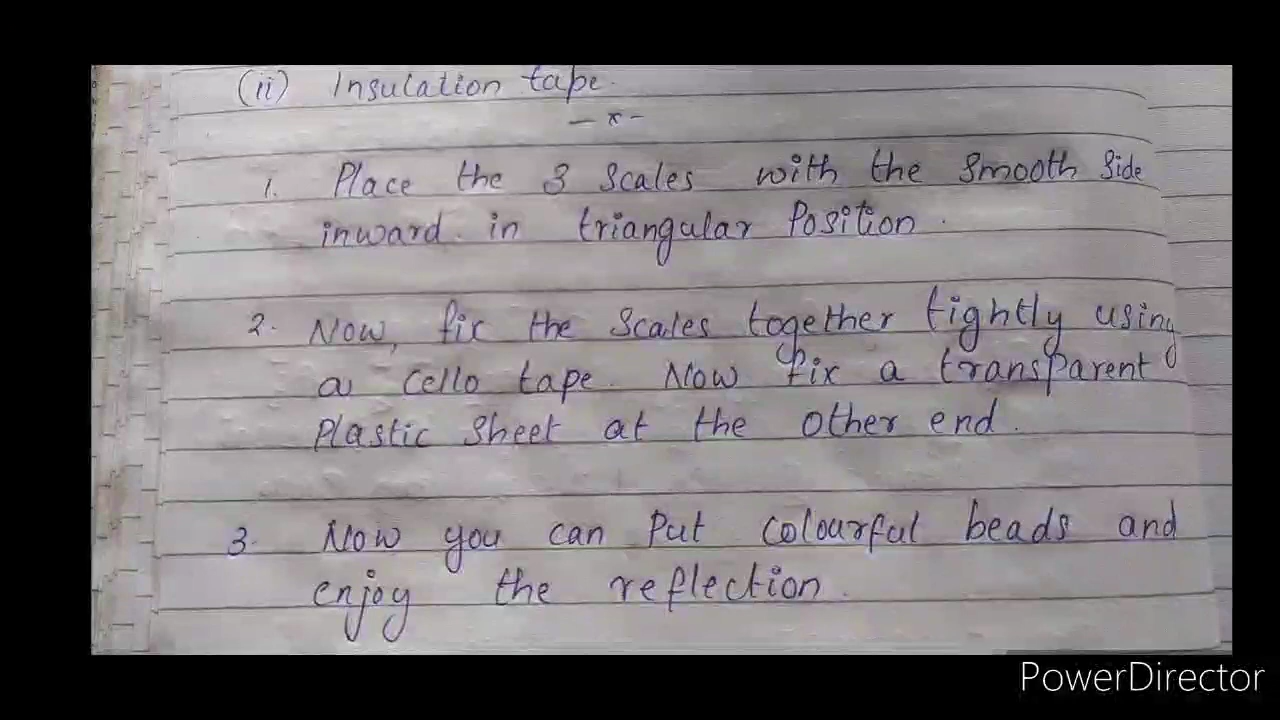 (ii) Insulation tape.
- x -
1. Place the 3 Scales with the Smooth Side
inward. in triangular Position.
2. Now, fix the Scales together tightly using
a cello tape. Now fix a transparent
Plastic Sheet at the other end.
3. Now you can Put colourful beads and
enjoy the reflection.
PowerDirector